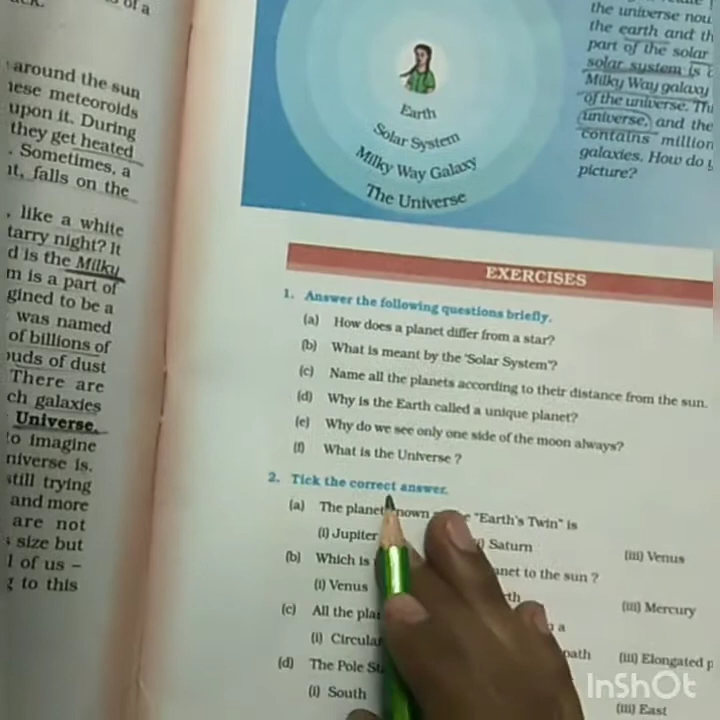 s of a
around the sun
these meteoroids
upon it. During
they get heated
. Sometimes, a
it, falls on the
, like a white
tarry night? It
d is the Milky
m is a part of
gined to be a
was named
of billions of
ouds of dust
There are
ch galaxies
Universe.
to imagine
niverse is.
still trying
and more
are not
size but
l of us –
g to this
Earth
Solar System
Milky Way Galaxy
The Universe
the universe now
the earth and th
part of the solar
solar system is
Milky Way galaxy
of the universe. Th
universe, and the
contains million
galaxies. How do y
picture?
EXERCISES
1. Answer the following questions briefly.
(a) How does a planet differ from a star?
(b) What is meant by the 'Solar System'?
(c) Name all the planets according to their distance from the sun.
(d) Why is the Earth called a unique planet?
(e) Why do we see only one side of the moon always?
(f) What is the Universe ?
2. Tick the correct answer.
(a) The planet nown "Earth's Twin" is
(i) Jupiter Saturn (iii) Venus
(b) Which is anet to the sun ?
(i) Venus rth (iii) Mercury
(c) All the pla a
(i) Circular path (iii) Elongated p
(d) The Pole St
(i) South (iii) East
InShOt